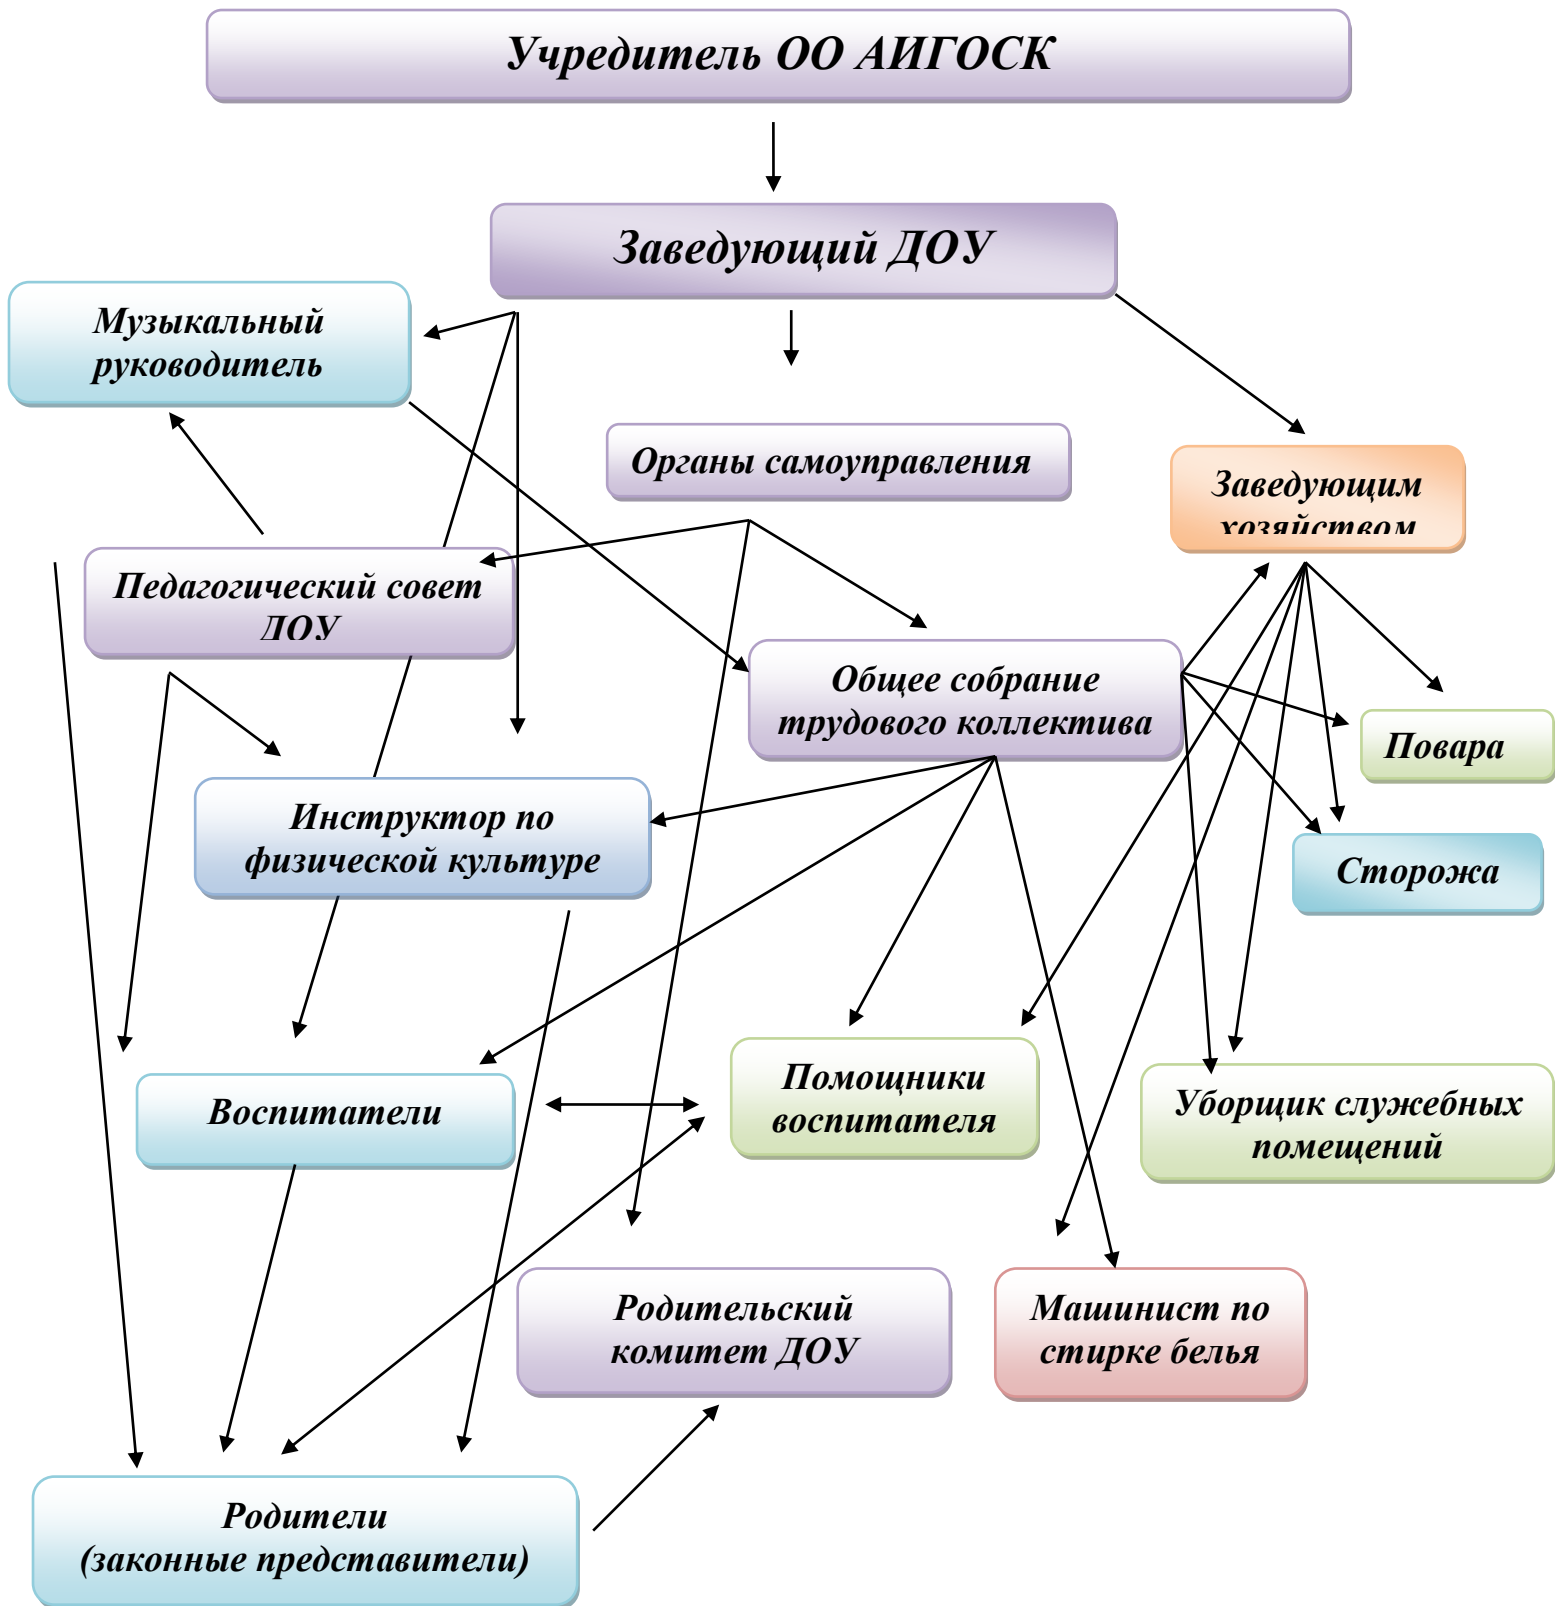 Учредитель ОО АИГОСК
Заведующий ДОУ
Музыкальный
руководитель
Органы самоуправления
Заведующим
хозяйством
Педагогический совет
ДОУ
Общее собрание
трудового коллектива
Повара
Инструктор по
физической культуре
Сторожа
Воспитатели
Помощники
воспитателя
Уборщик служебных
помещений
Родительский
комитет ДОУ
Машинист по
стирке белья
Родители
(законные представители)